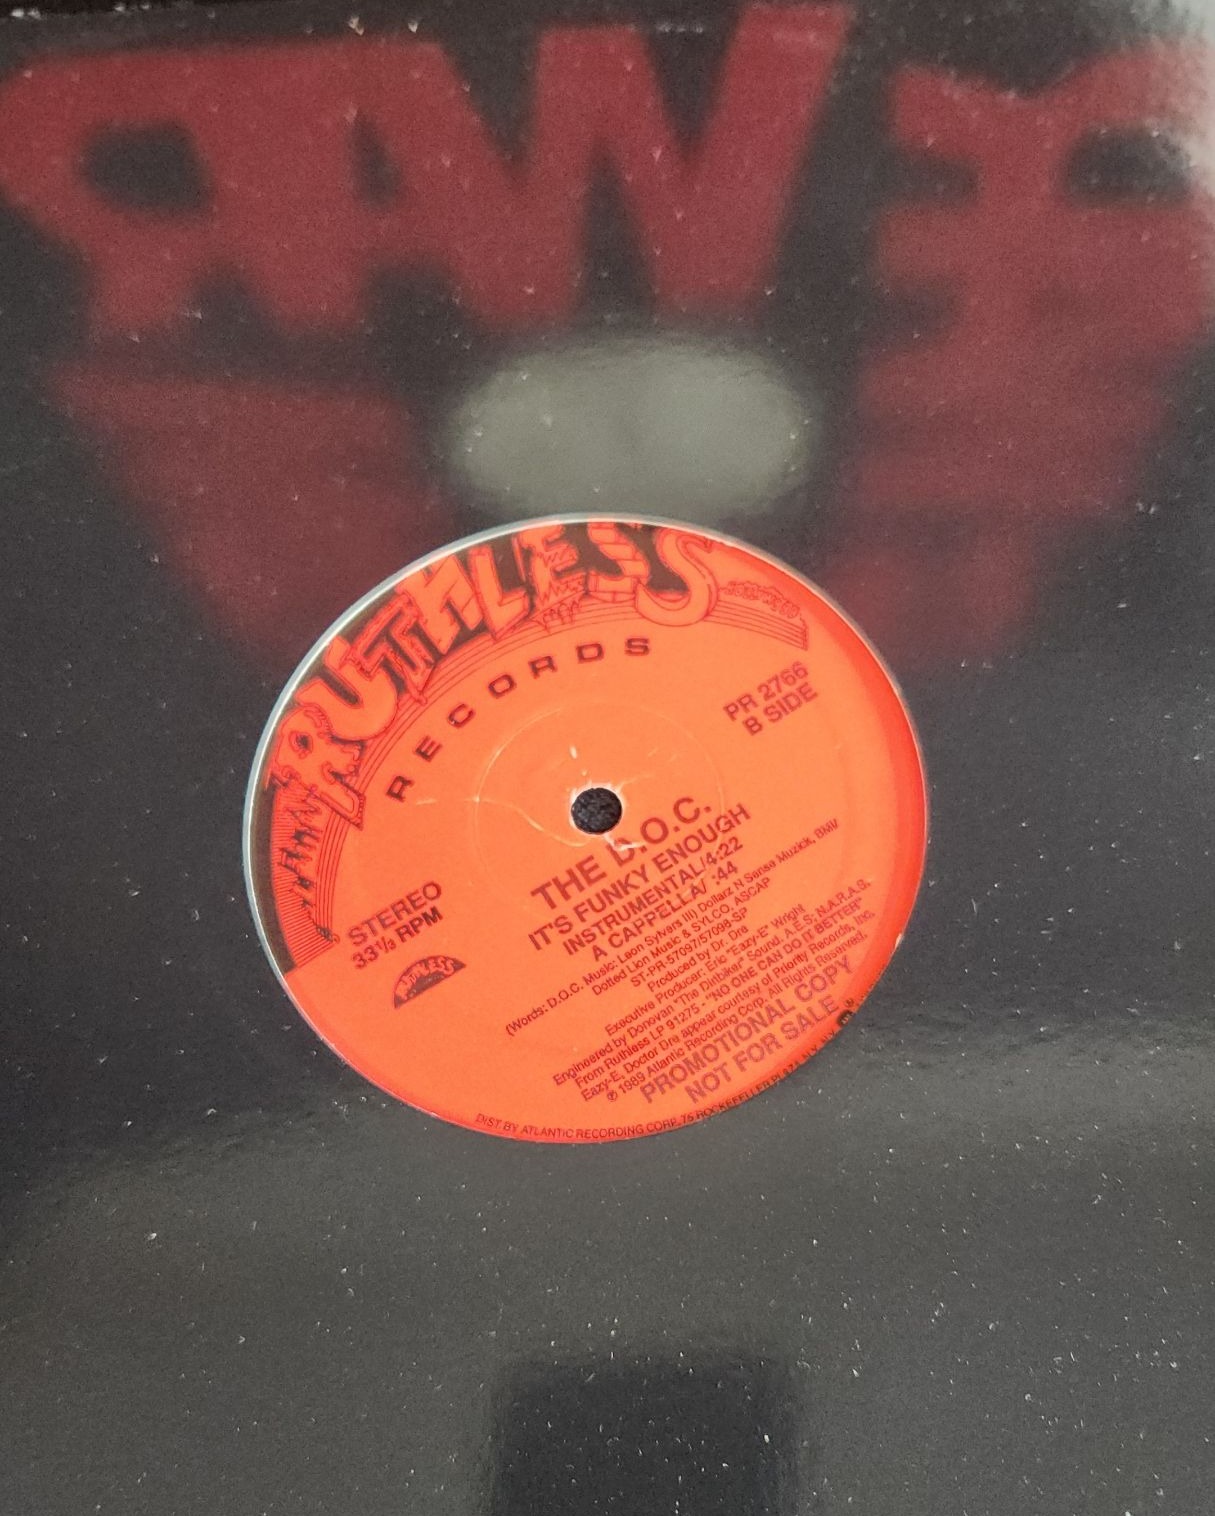 RUTHLESS
RECORDS
PR 2766
B SIDE
STEREO
33⅓ RPM
RUTHLESS
THE D.O.C.
IT'S FUNKY ENOUGH
INSTRUMENTAL/4:22
A CAPPELLA/ :44
(Words: D.O.C. Music: Leon Sylvers III) Dollarz N Sense Muzick, BMI/
Dotted Lion Music & SYLCO, ASCAP
ST-PR-57097/57098-SP
Produced by Dr. Dre
Executive Producer: Eric "Eazy-E" Wright
Engineered by Donovan "The Dirtbiker" Sound, A.E.S; N.A.R.A.S.
From Ruthless LP 91275 - "NO ONE CAN DO IT BETTER"
Eazy-E, Doctor Dre appear courtesy of Priority Records, Inc.
℗ 1989 Atlantic Recording Corp. All Rights Reserved.
PROMOTIONAL COPY
NOT FOR SALE
DIST BY ATLANTIC RECORDING CORP., 75 ROCKEFELLER PLAZA, N.Y., N.Y.